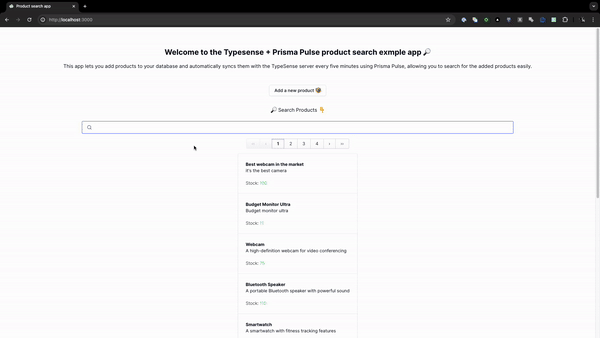 Product search app
http://localhost:3000
Welcome to the Typesense + Prisma Pulse product search exmple app
This app lets you add products to your database and automatically syncs them with the TypeSense server every five minutes using Prisma Pulse, allowing you to search for the added products easily.
Add a new product
Search Products
1 2 3 4
Best webcam in the market
it's the best camera
Stock:
Budget Monitor Ultra
Budget monitor ultra
Stock:
Webcam
A high-definition webcam for video conferencing
Stock:
Bluetooth Speaker
A portable Bluetooth speaker with powerful sound
Stock:
Smartwatch
A smartwatch with fitness tracking features